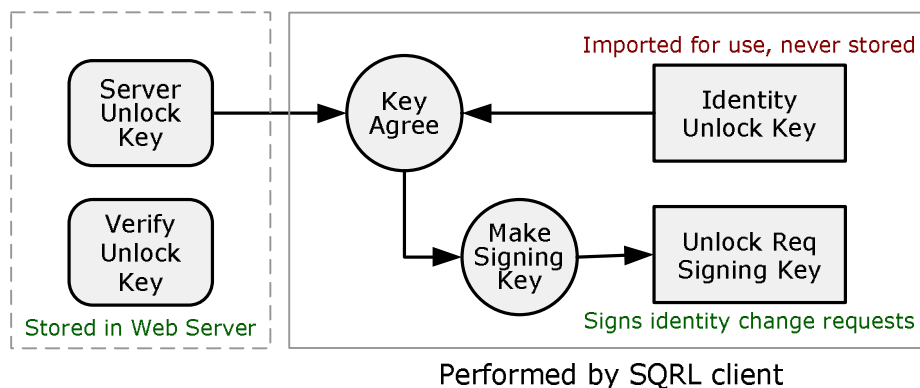 Imported for use, never stored
Server
Unlock
Key
Key
Agree
Identity
Unlock Key
Verify
Unlock
Key
Make
Signing
Key
Unlock Req
Signing Key
Stored in Web Server
Signs identity change requests
Performed by SQRL client